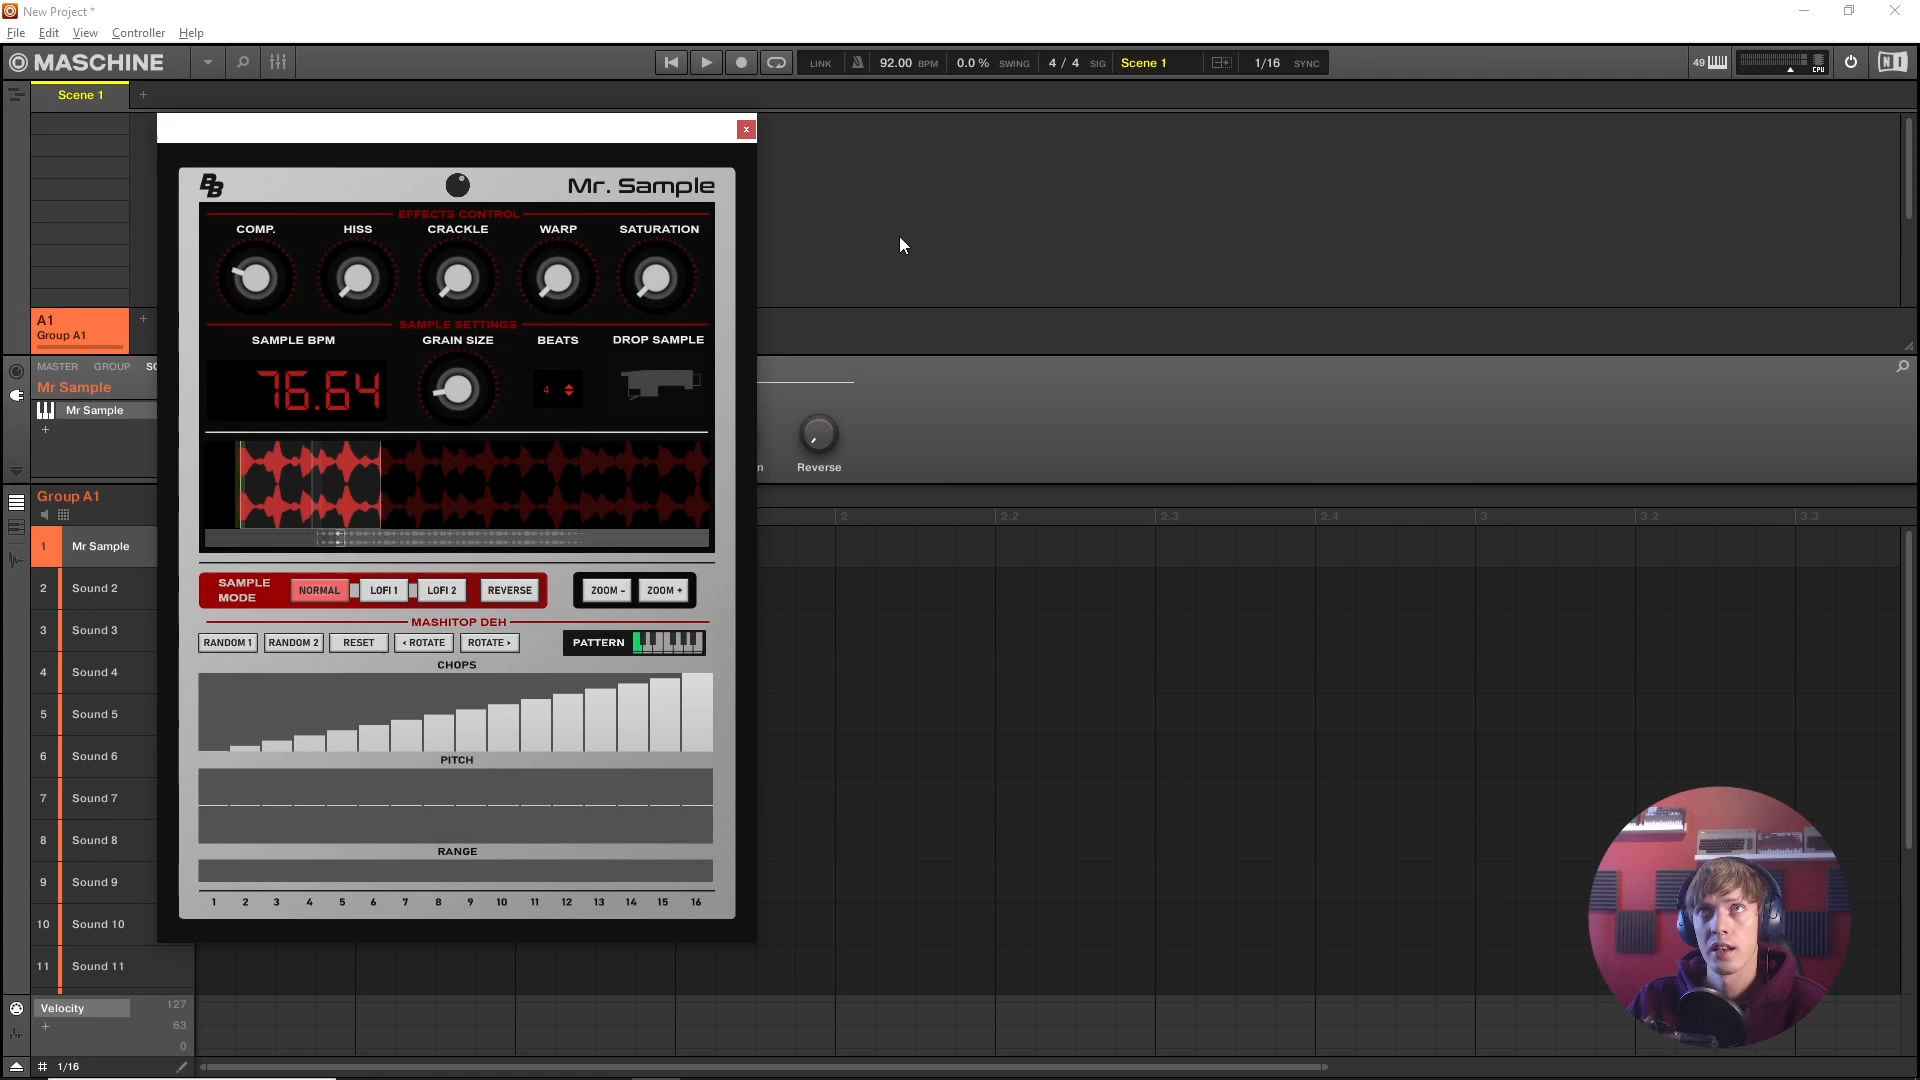 New Project *
File Edit View Controller Help
MASCHINE
LINK 92.00 BPM 0.0 % SWING 4 / 4 SIG Scene 1 1/16 SYNC 49 CPU NI
Scene 1 +
x
BB Mr. Sample
EFFECTS CONTROL
COMP. HISS CRACKLE WARP SATURATION
A1 +
Group A1
SAMPLE SETTINGS
SAMPLE BPM GRAIN SIZE BEATS DROP SAMPLE
76.64 4
MASTER GROUP SO
Mr Sample
Mr Sample
+
m Reverse
Group A1
2 2.2 2.3 2.4 3 3.2 3.3
1 Mr Sample
2 Sound 2
3 Sound 3
4 Sound 4
5 Sound 5
6 Sound 6
7 Sound 7
8 Sound 8
9 Sound 9
10 Sound 10
11 Sound 11
SAMPLE MODE NORMAL LOFI 1 LOFI 2 REVERSE ZOOM - ZOOM +
MASHITOP DEH
RANDOM 1 RANDOM 2 RESET < ROTATE ROTATE > PATTERN
CHOPS
PITCH
RANGE
1 2 3 4 5 6 7 8 9 10 11 12 13 14 15 16
Velocity 127
+ 63
0
1/16